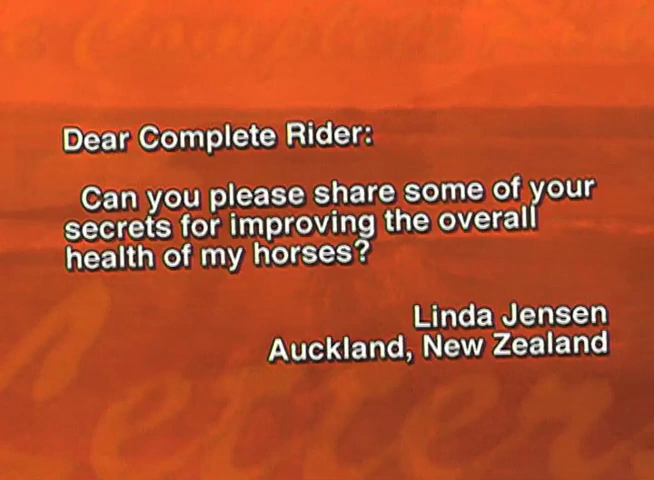 Dear Complete Rider:
Can you please share some of your
secrets for improving the overall
health of my horses?
Linda Jensen
Auckland, New Zealand
Letters